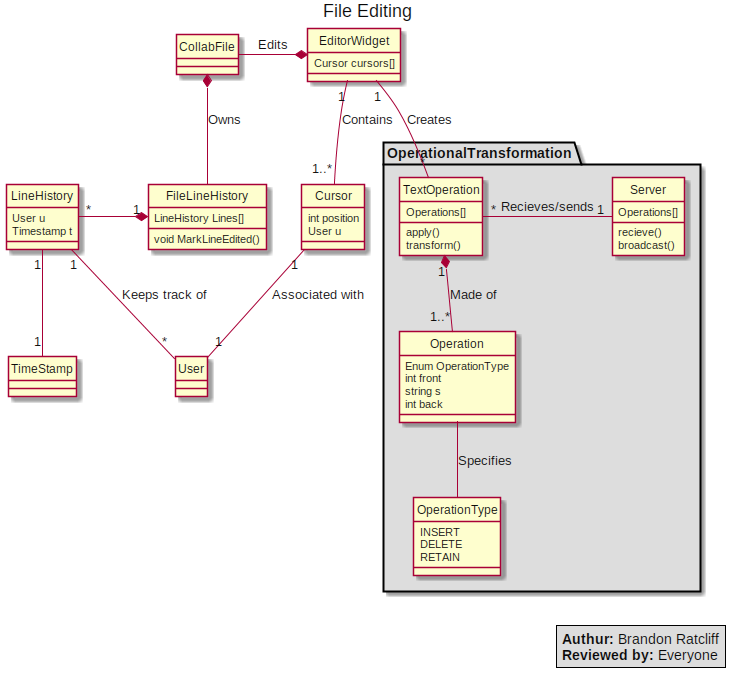 File Editing
CollabFile
Edits
EditorWidget
Cursor cursors[]
Owns
1
Contains
1..*
1
Creates
*
OperationalTransformation
LineHistory
User u
Timestamp t
*
1
FileLineHistory
LineHistory Lines[]
void MarkLineEdited()
Cursor
int position
User u
TextOperation
Operations[]
apply()
transform()
* Recieves/sends 1
Server
Operations[]
recieve()
broadcast()
1
1
Keeps track of
1
Associated with
1
Made of
1..*
1
*
1
TimeStamp
User
Operation
Enum OperationType
int front
string s
int back
Specifies
OperationType
INSERT
DELETE
RETAIN
Authur: Brandon Ratcliff
Reviewed by: Everyone